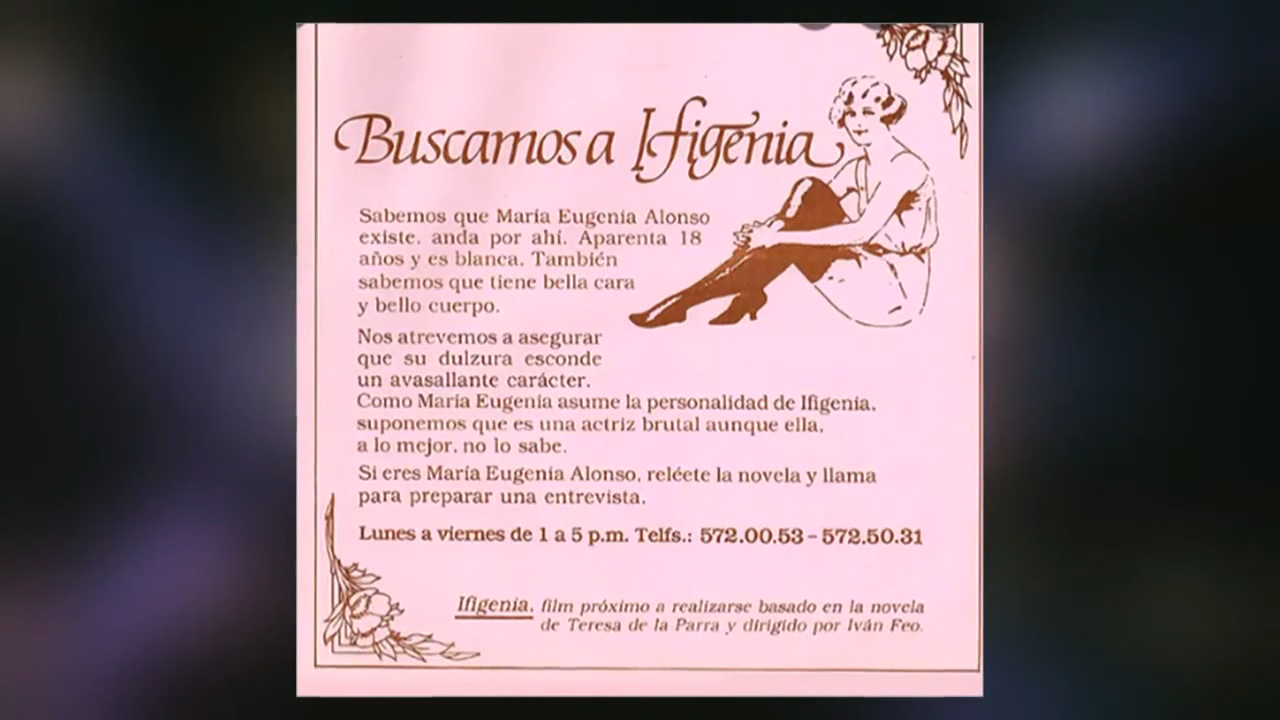 Buscamos a Ifigenia
Sabemos que María Eugenia Alonso
existe, anda por ahí. Aparenta 18
años y es blanca. También
sabemos que tiene bella cara
y bello cuerpo.
Nos atrevemos a asegurar
que su dulzura esconde
un avasallante carácter.
Como María Eugenia asume la personalidad de Ifigenia,
suponemos que es una actriz brutal aunque ella,
a lo mejor, no lo sabe.
Si eres María Eugenia Alonso, reléete la novela y llama
para preparar una entrevista.
Lunes a viernes de 1 a 5 p.m. Telfs.: 572.00.53 – 572.50.31
Ifigenia, film próximo a realizarse basado en la novela
de Teresa de la Parra y dirigido por Iván Feo.